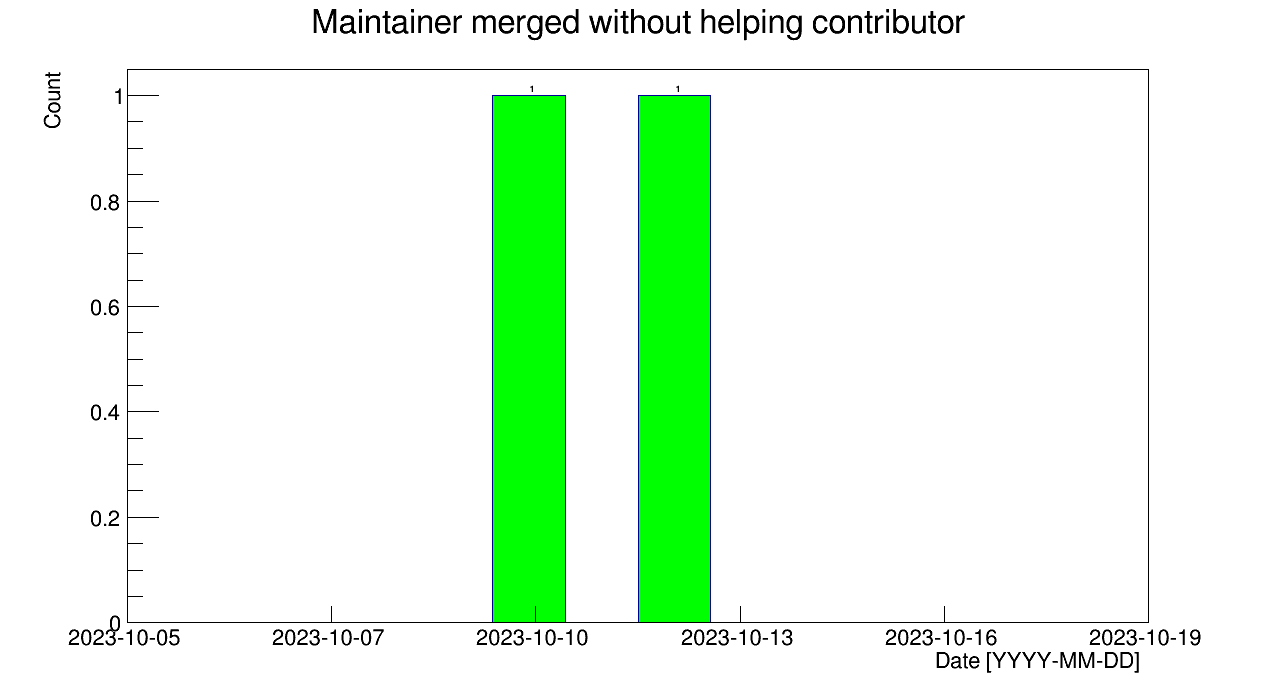 Maintainer merged without helping contributor
Count
1
1
1
0.8
0.6
0.4
0.2
0
2023-10-05 2023-10-07 2023-10-10 2023-10-13 2023-10-16 2023-10-19
Date [YYYY-MM-DD]